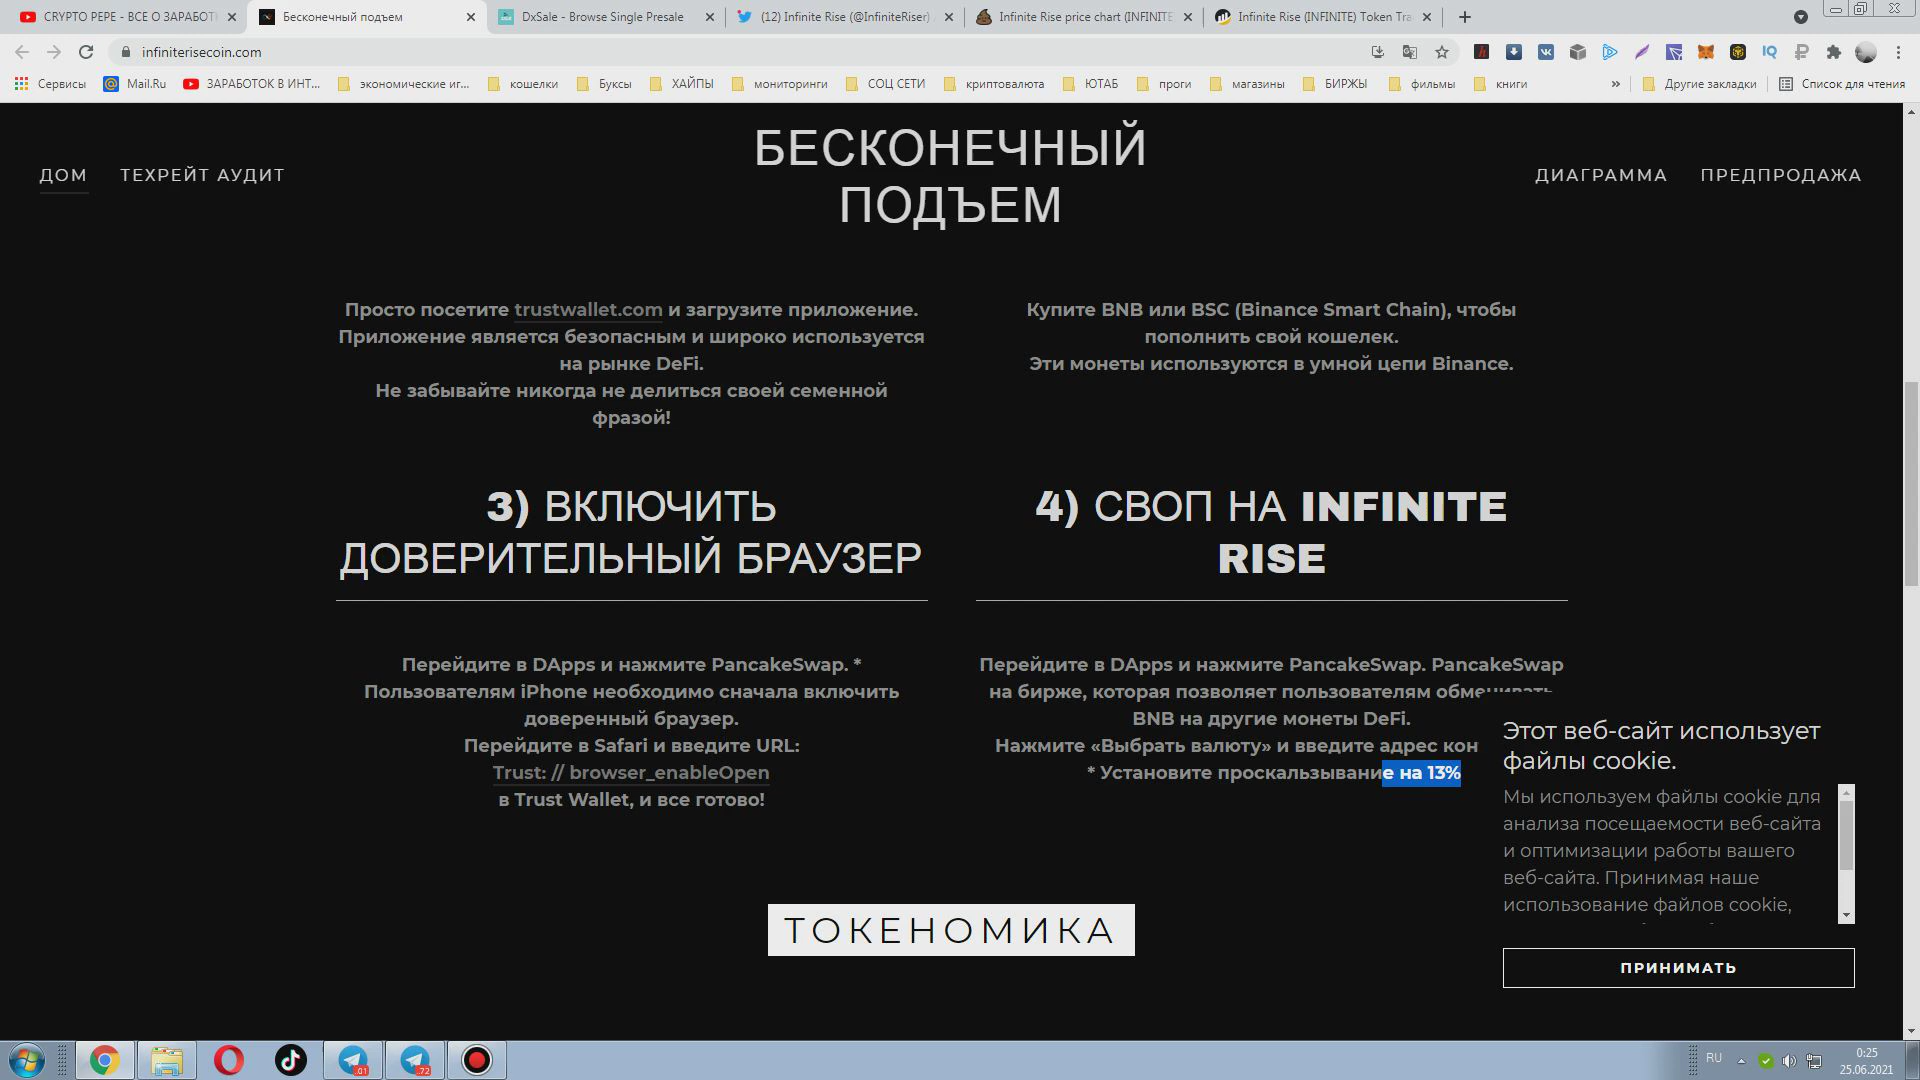 CRYPTO PEPE - ВСЕ О ЗАРАБОТ
Бесконечный подъем
DxSale - Browse Single Presale
(12) Infinite Rise (@InfiniteRiser)
Infinite Rise price chart (INFINITE
Infinite Rise (INFINITE) Token Tra
infiniterisecoin.com
Сервисы
Mail.Ru
ЗАРАБОТОК В ИНТ...
экономические иг...
кошелки
Буксы
ХАЙПЫ
мониторинги
СОЦ СЕТИ
криптовалюта
ЮТАБ
проги
магазины
БИРЖЫ
фильмы
книги
»
Другие закладки
Список для чтения
ДОМ
ТЕХРЕЙТ АУДИТ
БЕСКОНЕЧНЫЙ
ПОДЪЕМ
ДИАГРАММА
ПРЕДПРОДАЖА
Просто посетите trustwallet.com и загрузите приложение.
Приложение является безопасным и широко используется
на рынке DeFi.
Не забывайте никогда не делиться своей семенной
фразой!
Купите BNB или BSC (Binance Smart Chain), чтобы
пополнить свой кошелек.
Эти монеты используются в умной цепи Binance.
3) ВКЛЮЧИТЬ
ДОВЕРИТЕЛЬНЫЙ БРАУЗЕР
Перейдите в DApps и нажмите PancakeSwap. *
Пользователям iPhone необходимо сначала включить
доверенный браузер.
Перейдите в Safari и введите URL:
Trust: // browser_enableOpen
в Trust Wallet, и все готово!
4) СВОП НА INFINITE
RISE
Перейдите в DApps и нажмите PancakeSwap. PancakeSwap
на бирже, которая позволяет пользователям обменивать
BNB на другие монеты DeFi.
Нажмите «Выбрать валюту» и введите адрес кон
* Установите проскальзывание на 13%
ТОКЕНОМИКА
Этот веб-сайт использует
файлы cookie.
Мы используем файлы cookie для
анализа посещаемости веб-сайта
и оптимизации работы вашего
веб-сайта. Принимая наше
использование файлов cookie,
ПРИНИМАТЬ
.01
.72
RU
0:25
25.06.2021